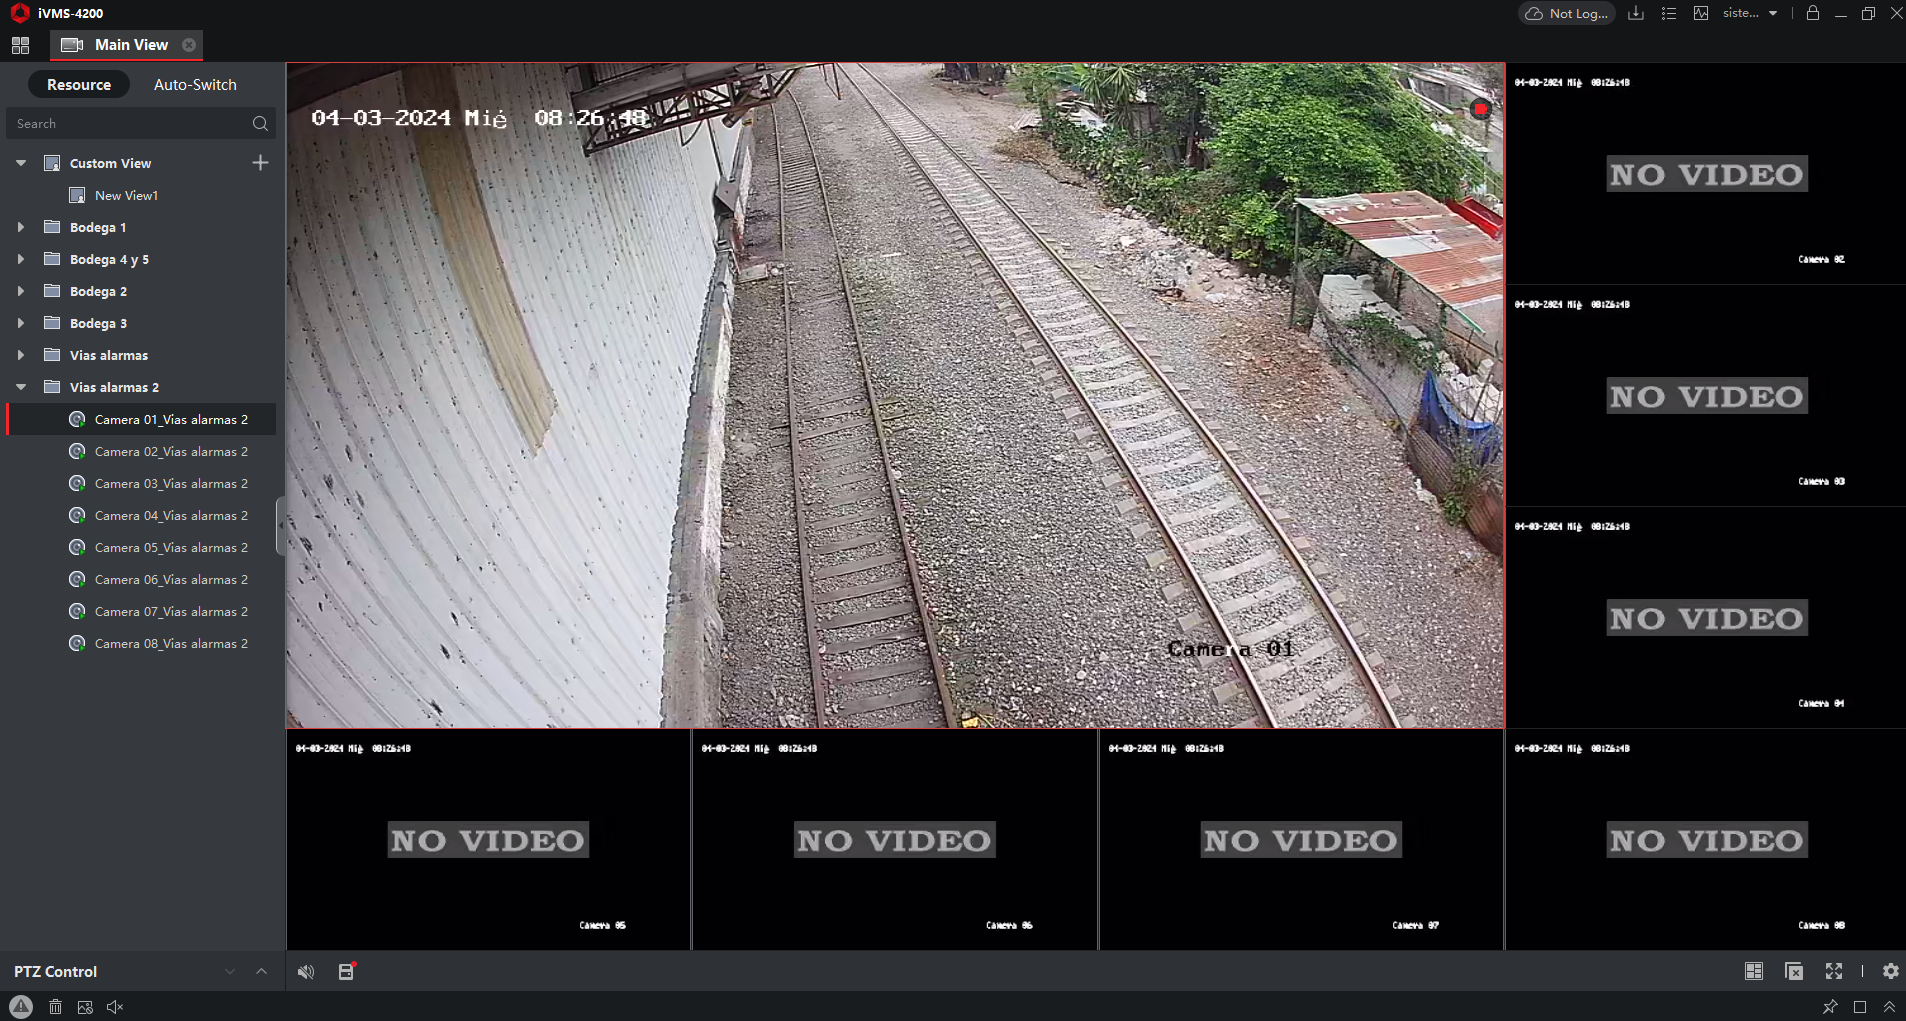 iVMS-4200
Not Log...
siste...
Main View
Resource
Auto-Switch
Search
Custom View
New View1
Bodega 1
Bodega 4 y 5
Bodega 2
Bodega 3
Vias alarmas
Vias alarmas 2
Camera 01_Vias alarmas 2
Camera 02_Vias alarmas 2
Camera 03_Vias alarmas 2
Camera 04_Vias alarmas 2
Camera 05_Vias alarmas 2
Camera 06_Vias alarmas 2
Camera 07_Vias alarmas 2
Camera 08_Vias alarmas 2
PTZ Control
04-03-2024 Mié 08:26:48
Camera 01
04-03-2024 Mié 08:26:48
NO VIDEO
Camera 02
04-03-2024 Mié 08:26:48
NO VIDEO
Camera 03
04-03-2024 Mié 08:26:48
NO VIDEO
Camera 04
04-03-2024 Mié 08:26:48
NO VIDEO
Camera 05
04-03-2024 Mié 08:26:48
NO VIDEO
Camera 06
04-03-2024 Mié 08:26:48
NO VIDEO
Camera 07
04-03-2024 Mié 08:26:48
NO VIDEO
Camera 08